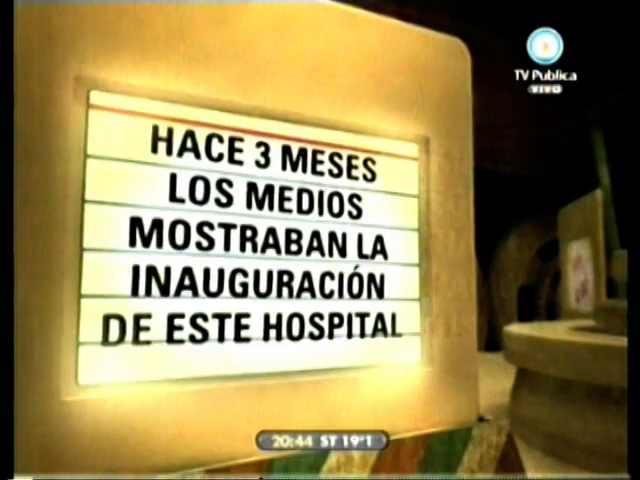 TV Publica
VIVO
HACE 3 MESES
LOS MEDIOS
MOSTRABAN LA
INAUGURACIÓN
DE ESTE HOSPITAL
20:44 ST 19°1